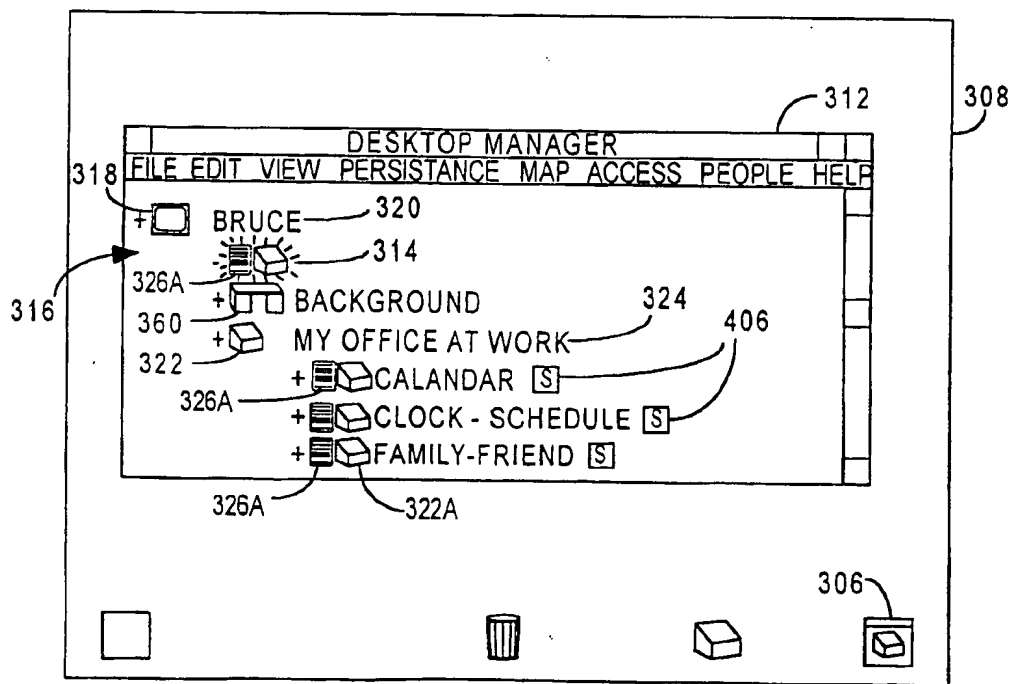 312
308
DESKTOP MANAGER
FILE EDIT VIEW PERSISTANCE MAP ACCESS PEOPLE HELP
318
+ BRUCE 320
- 314
326A
316
+ BACKGROUND
360
324
406
+ MY OFFICE AT WORK
322
+ CALANDAR S
326A
+ CLOCK - SCHEDULE S
+ FAMILY-FRIEND S
326A
322A
306